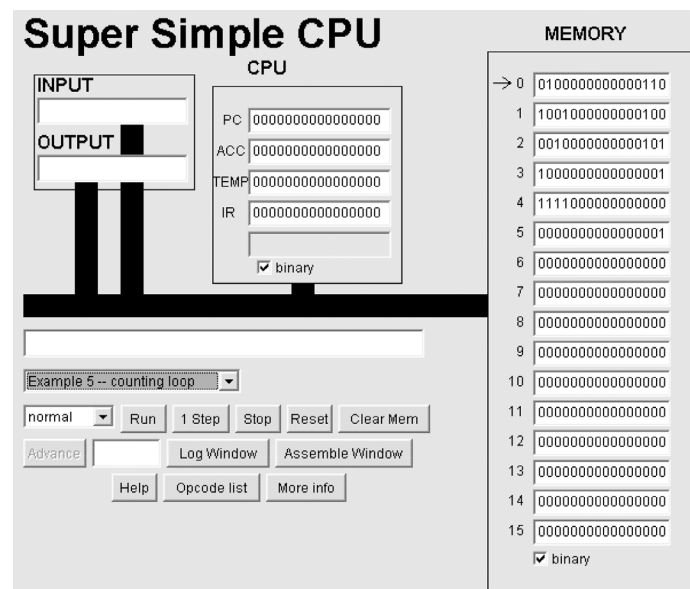 Super Simple CPU
INPUT
OUTPUT
CPU
PC 0000000000000000
ACC 0000000000000000
TEMP 0000000000000000
IR 0000000000000000
binary
Example 5 -- counting loop
normal Run 1 Step Stop Reset Clear Mem
Advance Log Window Assemble Window
Help Opcode list More info
MEMORY
0 0100000000000110
1 1001000000000100
2 0010000000000101
3 1000000000000001
4 1111000000000000
5 0000000000000001
6 0000000000000000
7 0000000000000000
8 0000000000000000
9 0000000000000000
10 0000000000000000
11 0000000000000000
12 0000000000000000
13 0000000000000000
14 0000000000000000
15 0000000000000000
binary